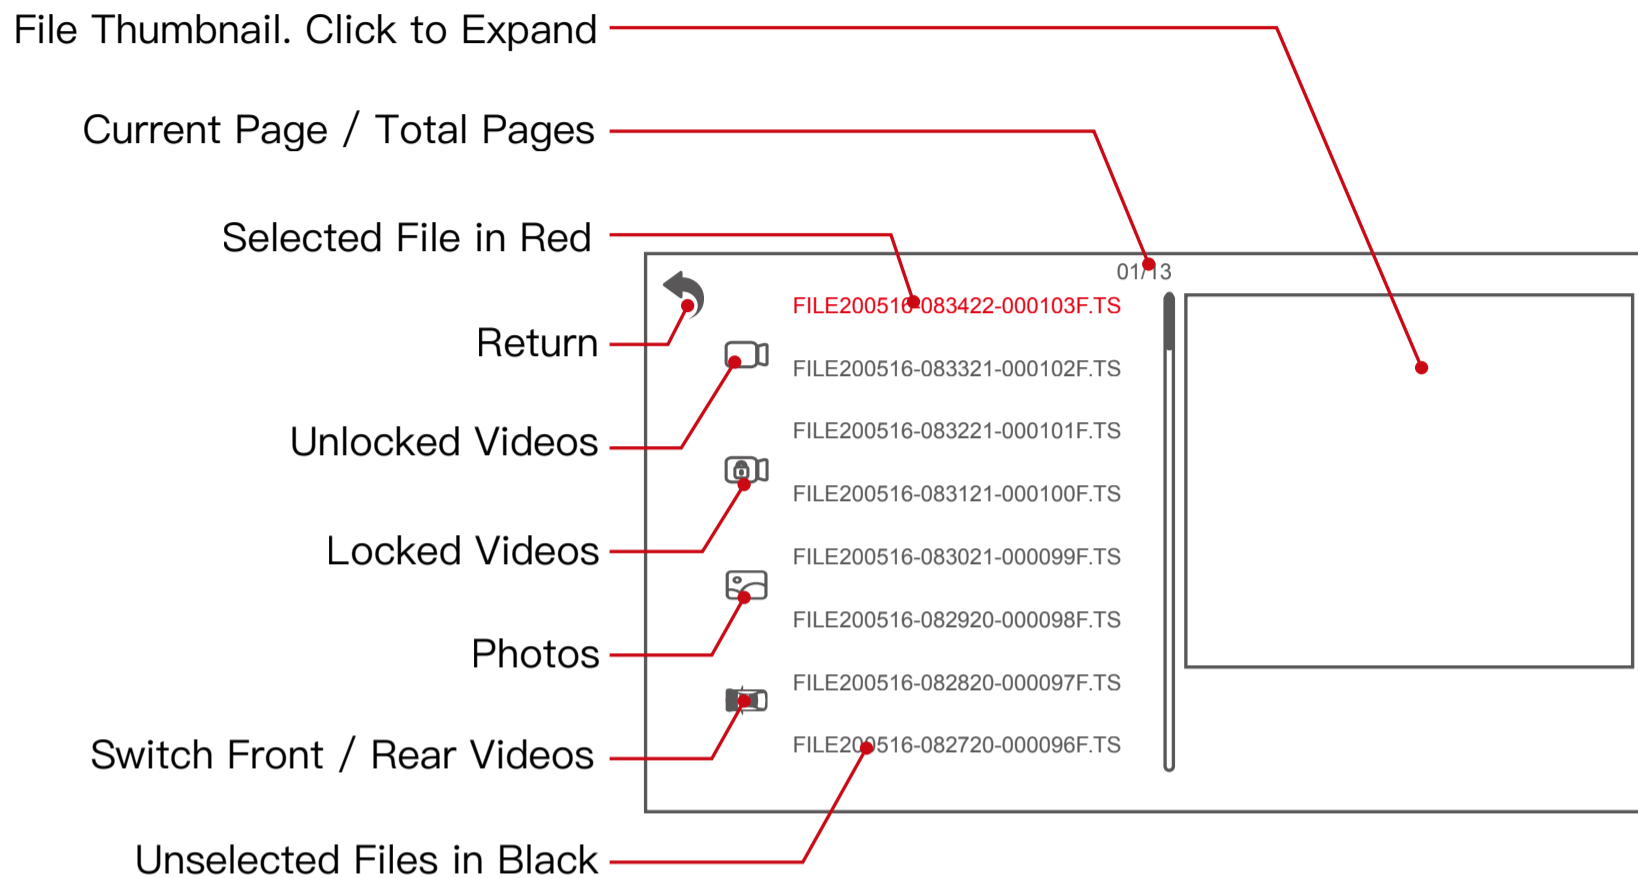 File Thumbnail. Click to Expand
Current Page / Total Pages
Selected File in Red
Return
Unlocked Videos
Locked Videos
Photos
Switch Front / Rear Videos
Unselected Files in Black
01/13
FILE200516-083422-000103F.TS
FILE200516-083321-000102F.TS
FILE200516-083221-000101F.TS
FILE200516-083121-000100F.TS
FILE200516-083021-000099F.TS
FILE200516-082920-000098F.TS
FILE200516-082820-000097F.TS
FILE200516-082720-000096F.TS